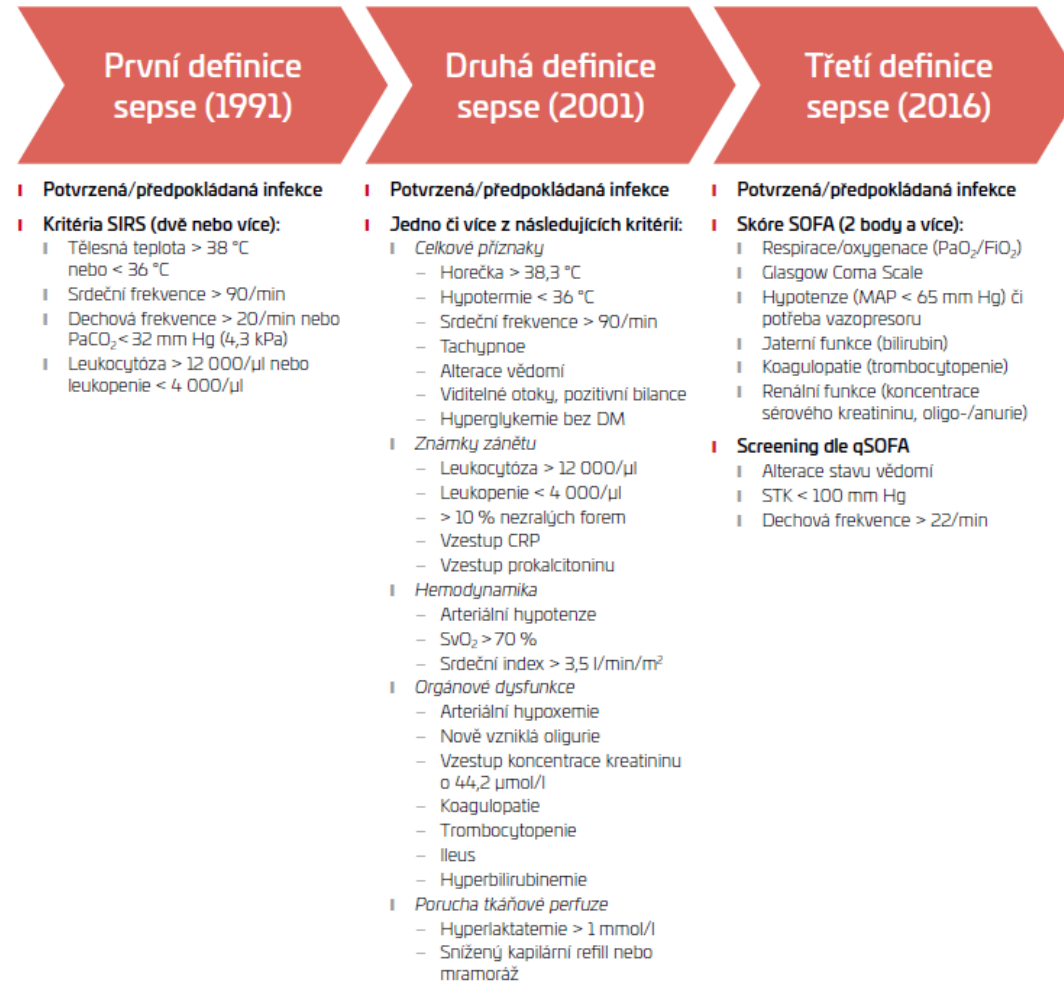 První definice
sepse (1991)
Potvrzená/předpokládaná infekce
Kritéria SIRS (dvě nebo více):
Tělesná teplota > 38 °C
nebo < 36 °C
Srdeční frekvence > 90/min
Dechová frekvence > 20/min nebo
PaCO₂ < 32 mm Hg (4,3 kPa)
Leukocytóza > 12 000/µl nebo
leukopenie < 4 000/µl
Druhá definice
sepse (2001)
Potvrzená/předpokládaná infekce
Jedno či více z následujících kritérií:
Celkové příznaky
– Horečka > 38,3 °C
– Hypotermie < 36 °C
– Srdeční frekvence > 90/min
– Tachypnoe
– Alterace vědomí
– Viditelné otoky, pozitivní bilance
– Hyperglykemie bez DM
Známky zánětu
– Leukocytóza > 12 000/µl
– Leukopenie < 4 000/µl
– > 10 % nezralých forem
– Vzestup CRP
– Vzestup prokalcitoninu
Hemodynamika
– Arteriální hypotenze
– SvO₂ > 70 %
– Srdeční index > 3,5 l/min/m²
Orgánové dysfunkce
– Arteriální hypoxemie
– Nově vzniklá oligurie
– Vzestup koncentrace kreatininu
o 44,2 µmol/l
– Koagulopatie
– Trombocytopenie
– Ileus
– Hyperbilirubinemie
Porucha tkáňové perfuze
– Hyperlaktatemie > 1 mmol/l
– Snížený kapilární refill nebo
mramoráž
Třetí definice
sepse (2016)
Potvrzená/předpokládaná infekce
Skóre SOFA (2 body a více):
Respirace/oxygenace (PaO₂/FiO₂)
Glasgow Coma Scale
Hypotenze (MAP < 65 mm Hg) či
potřeba vazopresoru
Jaterní funkce (bilirubin)
Koagulopatie (trombocytopenie)
Renální funkce (koncentrace
sérového kreatininu, oligo-/anurie)
Screening dle qSOFA
Alterace stavu vědomí
STK < 100 mm Hg
Dechová frekvence > 22/min